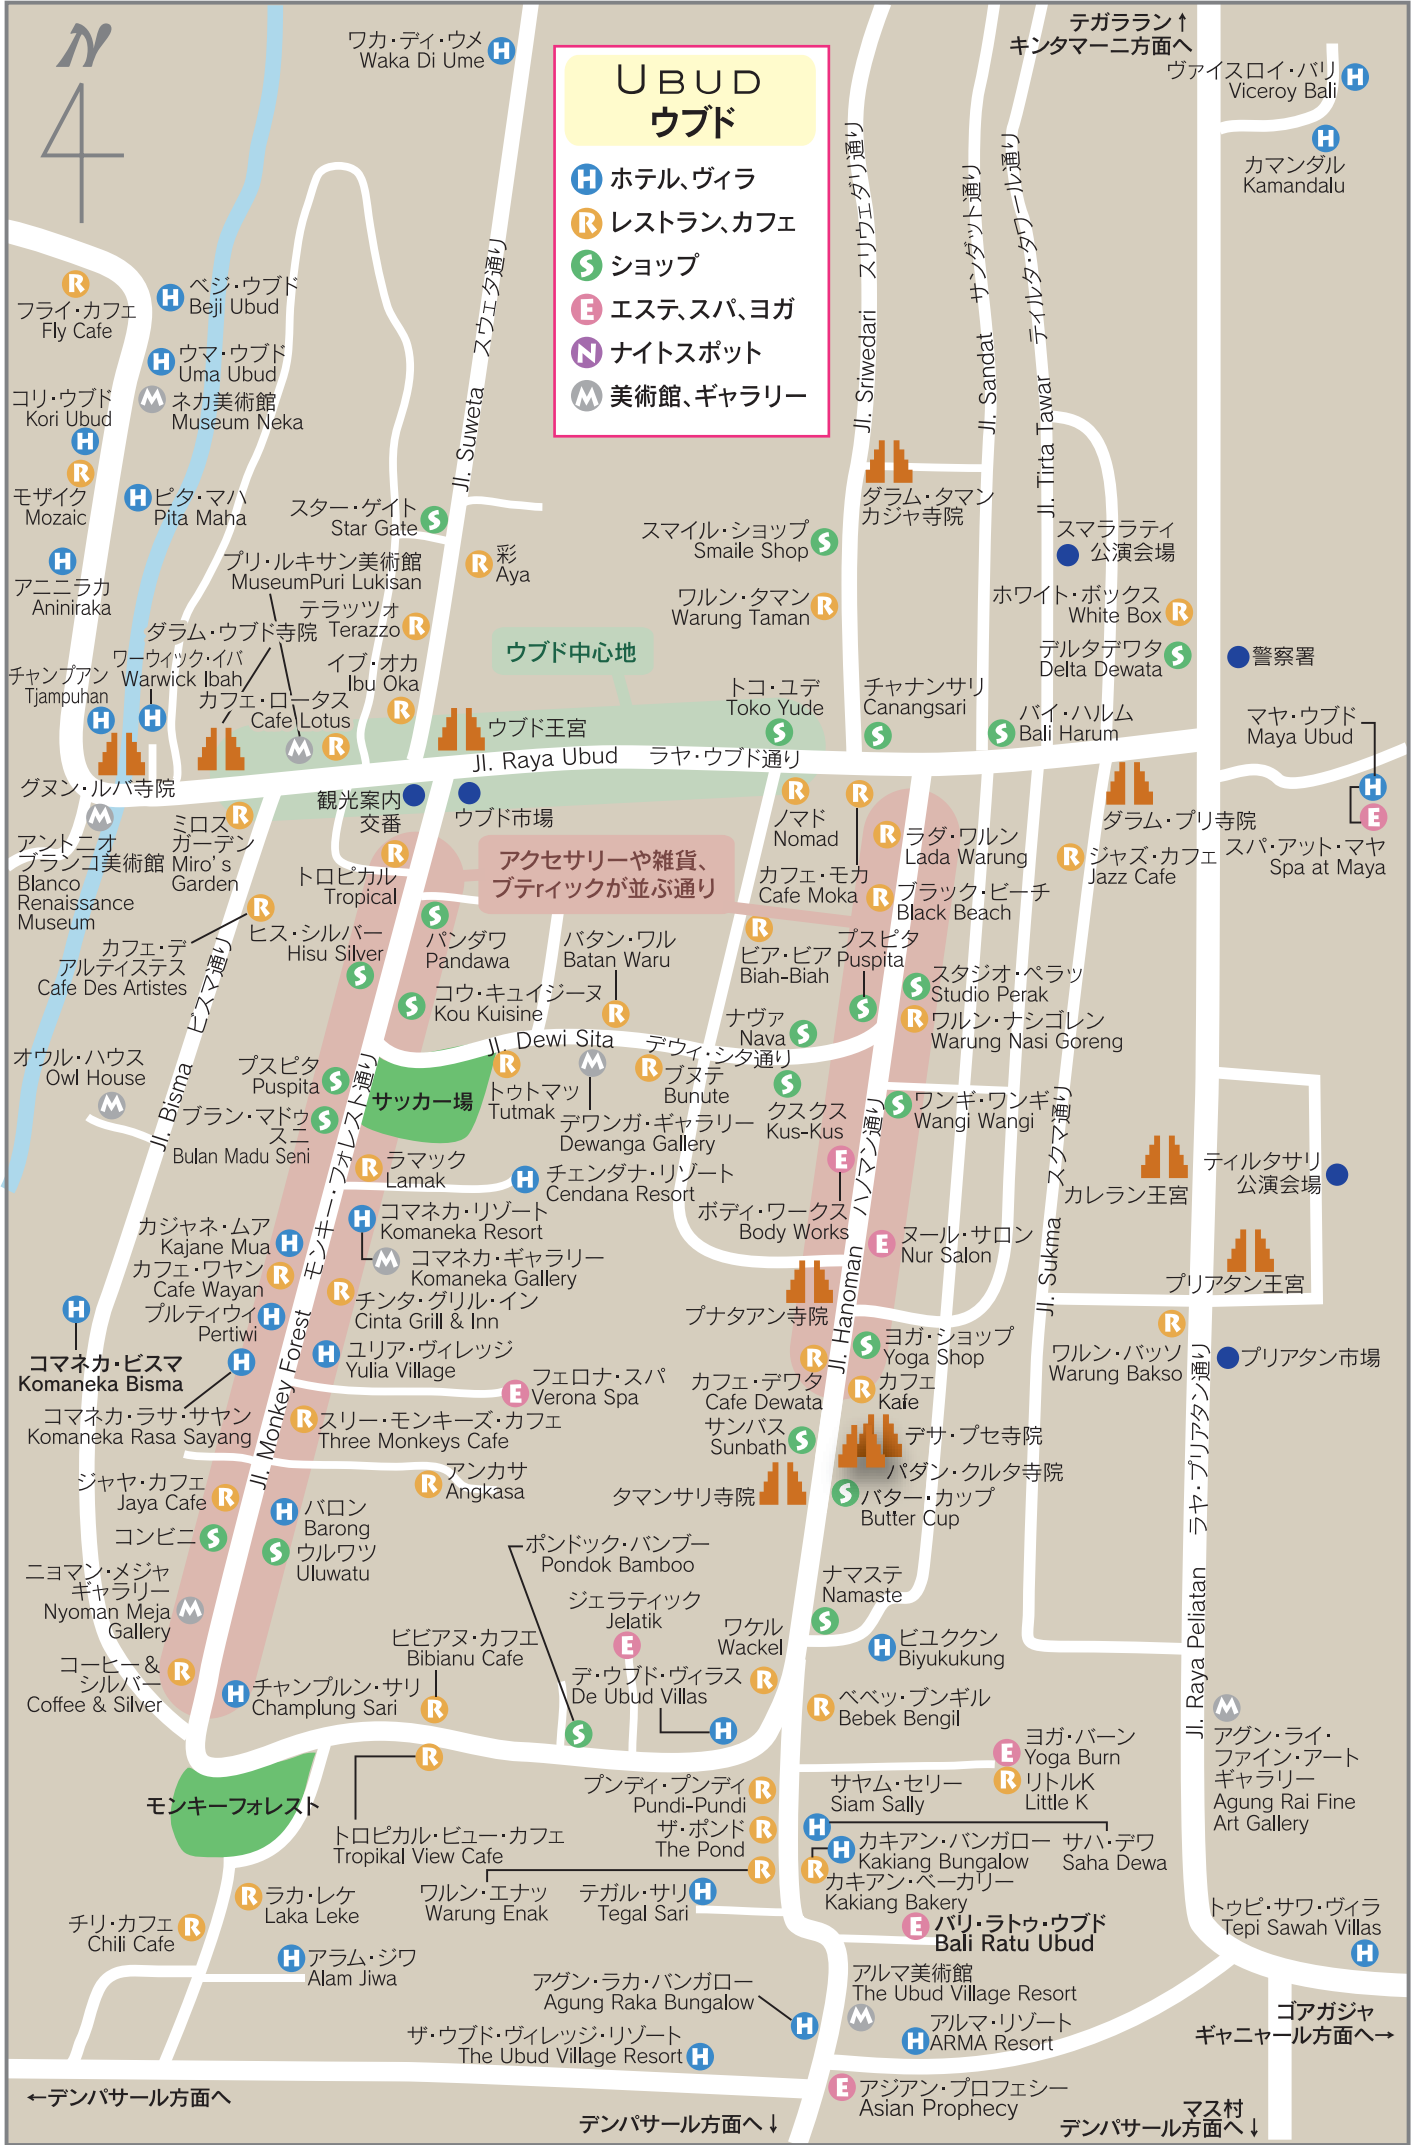 N
テガララン↑
キンタマーニ方面へ
ワカ・ディ・ウメ
Waka Di Ume
H
UBUD
ウブド
H ホテル、ヴィラ
R レストラン、カフェ
S ショップ
E エステ、スパ、ヨガ
N ナイトスポット
M 美術館、ギャラリー
ヴァイスロイ・バリ
Viceroy Bali
カマンダル
Kamandalu
Jl. Suweta スウェタ通り
Jl. Sriwedari スリウェダリ通り
Jl. Sandat サンダット通り
Jl. Tirta Tawar ティルタ・タワール通り
フライ・カフェ
Fly Cafe
ベジ・ウブド
Beji Ubud
ウマ・ウブド
Uma Ubud
コリ・ウブド
Kori Ubud
ネカ美術館
Museum Neka
モザイク
Mozaic
ピタ・マハ
Pita Maha
アニニラカ
Aniniraka
スター・ゲイト
Star Gate
プリ・ルキサン美術館
MuseumPuri Lukisan
彩
Aya
テラッツォ
Terazzo
ダラム・ウブド寺院
ワーウィック・イバ
Warwick Ibah
イブ・オカ
Ibu Oka
チャンプアン
Tjampuhan
カフェ・ロータス
Cafe Lotus
ダラム・タマン
カジャ寺院
スマイル・ショップ
Smaile Shop
ワルン・タマン
Warung Taman
スマララティ
公演会場
ホワイト・ボックス
White Box
デルタデワタ
Delta Dewata
警察署
ウブド中心地
トコ・ユデ
Toko Yude
チャナンサリ
Canangsari
バイ・ハルム
Bali Harum
マヤ・ウブド
Maya Ubud
ウブド王宮
Jl. Raya Ubud ラヤ・ウブド通り
グヌン・ルバ寺院
観光案内
交番
ウブド市場
アントニオ
ブランコ美術館
Blanco
Renaissance
Museum
ミロス
ガーデン
Miro's
Garden
トロピカル
Tropical
アクセサリーや雑貨、
ブテrィックが並ぶ通り
ノマド
Nomad
カフェ・モカ
Cafe Moka
ラダ・ワルン
Lada Warung
ブラック・ビーチ
Black Beach
ダラム・プリ寺院
ジャズ・カフェ
Jazz Cafe
スパ・アット・マヤ
Spa at Maya
カフェ・デ
アルティステス
Cafe Des Artistes
ヒス・シルバー
Hisu Silver
パンダワ
Pandawa
バタン・ワル
Batan Waru
ビア・ビア
Biah-Biah
プスピタ
Puspita
スタジオ・ペラッ
Studio Perak
ワルン・ナシゴレン
Warung Nasi Goreng
コウ・キュイジーヌ
Kou Kuisine
ナヴァ
Nava
Jl. Dewi Sita デウィ・シタ通り
オウル・ハウス
Owl House
Jl. Bisma ビスマ通り
プスピタ
Puspita
サッカー場
トゥトマッ
Tutmak
ブヌテ
Bunute
デワンガ・ギャラリー
Dewanga Gallery
クスクス
Kus-Kus
ワンギ・ワンギ
Wangi Wangi
ブラン・マドゥ
スニ
Bulan Madu Seni
ラマック
Lamak
チェンダナ・リゾート
Cendana Resort
カレラン王宮
ティルタサリ
公演会場
コマネカ・リゾート
Komaneka Resort
コマネカ・ギャラリー
Komaneka Gallery
ボディ・ワークス
Body Works
ヌール・サロン
Nur Salon
プリアタン王宮
カジャネ・ムア
Kajane Mua
カフェ・ワヤン
Cafe Wayan
プルティウィ
Pertiwi
チンタ・グリル・イン
Cinta Grill & Inn
プナタアン寺院
ユリア・ヴィレッジ
Yulia Village
コマネカ・ビスマ
Komaneka Bisma
コマネカ・ラサ・サヤン
Komaneka Rasa Sayang
Jl. Monkey Forest モンキー・フォレスト通り
Jl. Hanoman ハノマン通り
Jl. Sukma スクマ通り
ヨガ・ショップ
Yoga Shop
ワルン・バッソ
Warung Bakso
プリアタン市場
フェロナ・スパ
Verona Spa
カフェ・デワタ
Cafe Dewata
カフェ
Kafe
スリー・モンキーズ・カフェ
Three Monkeys Cafe
サンバス
Sunbath
デサ・プセ寺院
パダン・クルタ寺院
アンカサ
Angkasa
タマンサリ寺院
バター・カップ
Butter Cup
ジャヤ・カフェ
Jaya Cafe
コンビニ
バロン
Barong
ウルワツ
Uluwatu
ポンドック・バンブー
Pondok Bamboo
ニョマン・メジャ
ギャラリー
Nyoman Meja
Gallery
ジェラティック
Jelatik
ナマステ
Namaste
ワケル
Wackel
ビユククン
Biyukukung
Jl. Raya Peliatan ラヤ・プリアタン通り
ビビアヌ・カフエ
Bibianu Cafe
コーヒー＆
シルバー
Coffee & Silver
チャンプルン・サリ
Champlung Sari
デ・ウブド・ヴィラス
De Ubud Villas
ベベッ・ブンギル
Bebek Bengil
ヨガ・バーン
Yoga Burn
リトルK
Little K
アグン・ライ・
ファイン・アート
ギャラリー
Agung Rai Fine
Art Gallery
モンキーフォレスト
プンディ・プンディ
Pundi-Pundi
サヤム・セリー
Siam Sally
トロピカル・ビュー・カフェ
Tropikal View Cafe
ザ・ポンド
The Pond
カキアン・バンガロー
Kakiang Bungalow
サハ・デワ
Saha Dewa
ワルン・エナッ
Warung Enak
テガル・サリ
Tegal Sari
カキアン・ベーカリー
Kakiang Bakery
ラカ・レケ
Laka Leke
チリ・カフェ
Chili Cafe
バリ・ラトゥ・ウブド
Bali Ratu Ubud
トゥピ・サワ・ヴィラ
Tepi Sawah Villas
アラム・ジワ
Alam Jiwa
アグン・ラカ・バンガロー
Agung Raka Bungalow
アルマ美術館
The Ubud Village Resort
アルマ・リゾート
ARMA Resort
ザ・ウブド・ヴィレッジ・リゾート
The Ubud Village Resort
ゴアガジャ
ギャニャール方面へ→
←デンパサール方面へ
アジアン・プロフェシー
Asian Prophecy
デンパサール方面へ↓
マス村
デンパサール方面へ↓